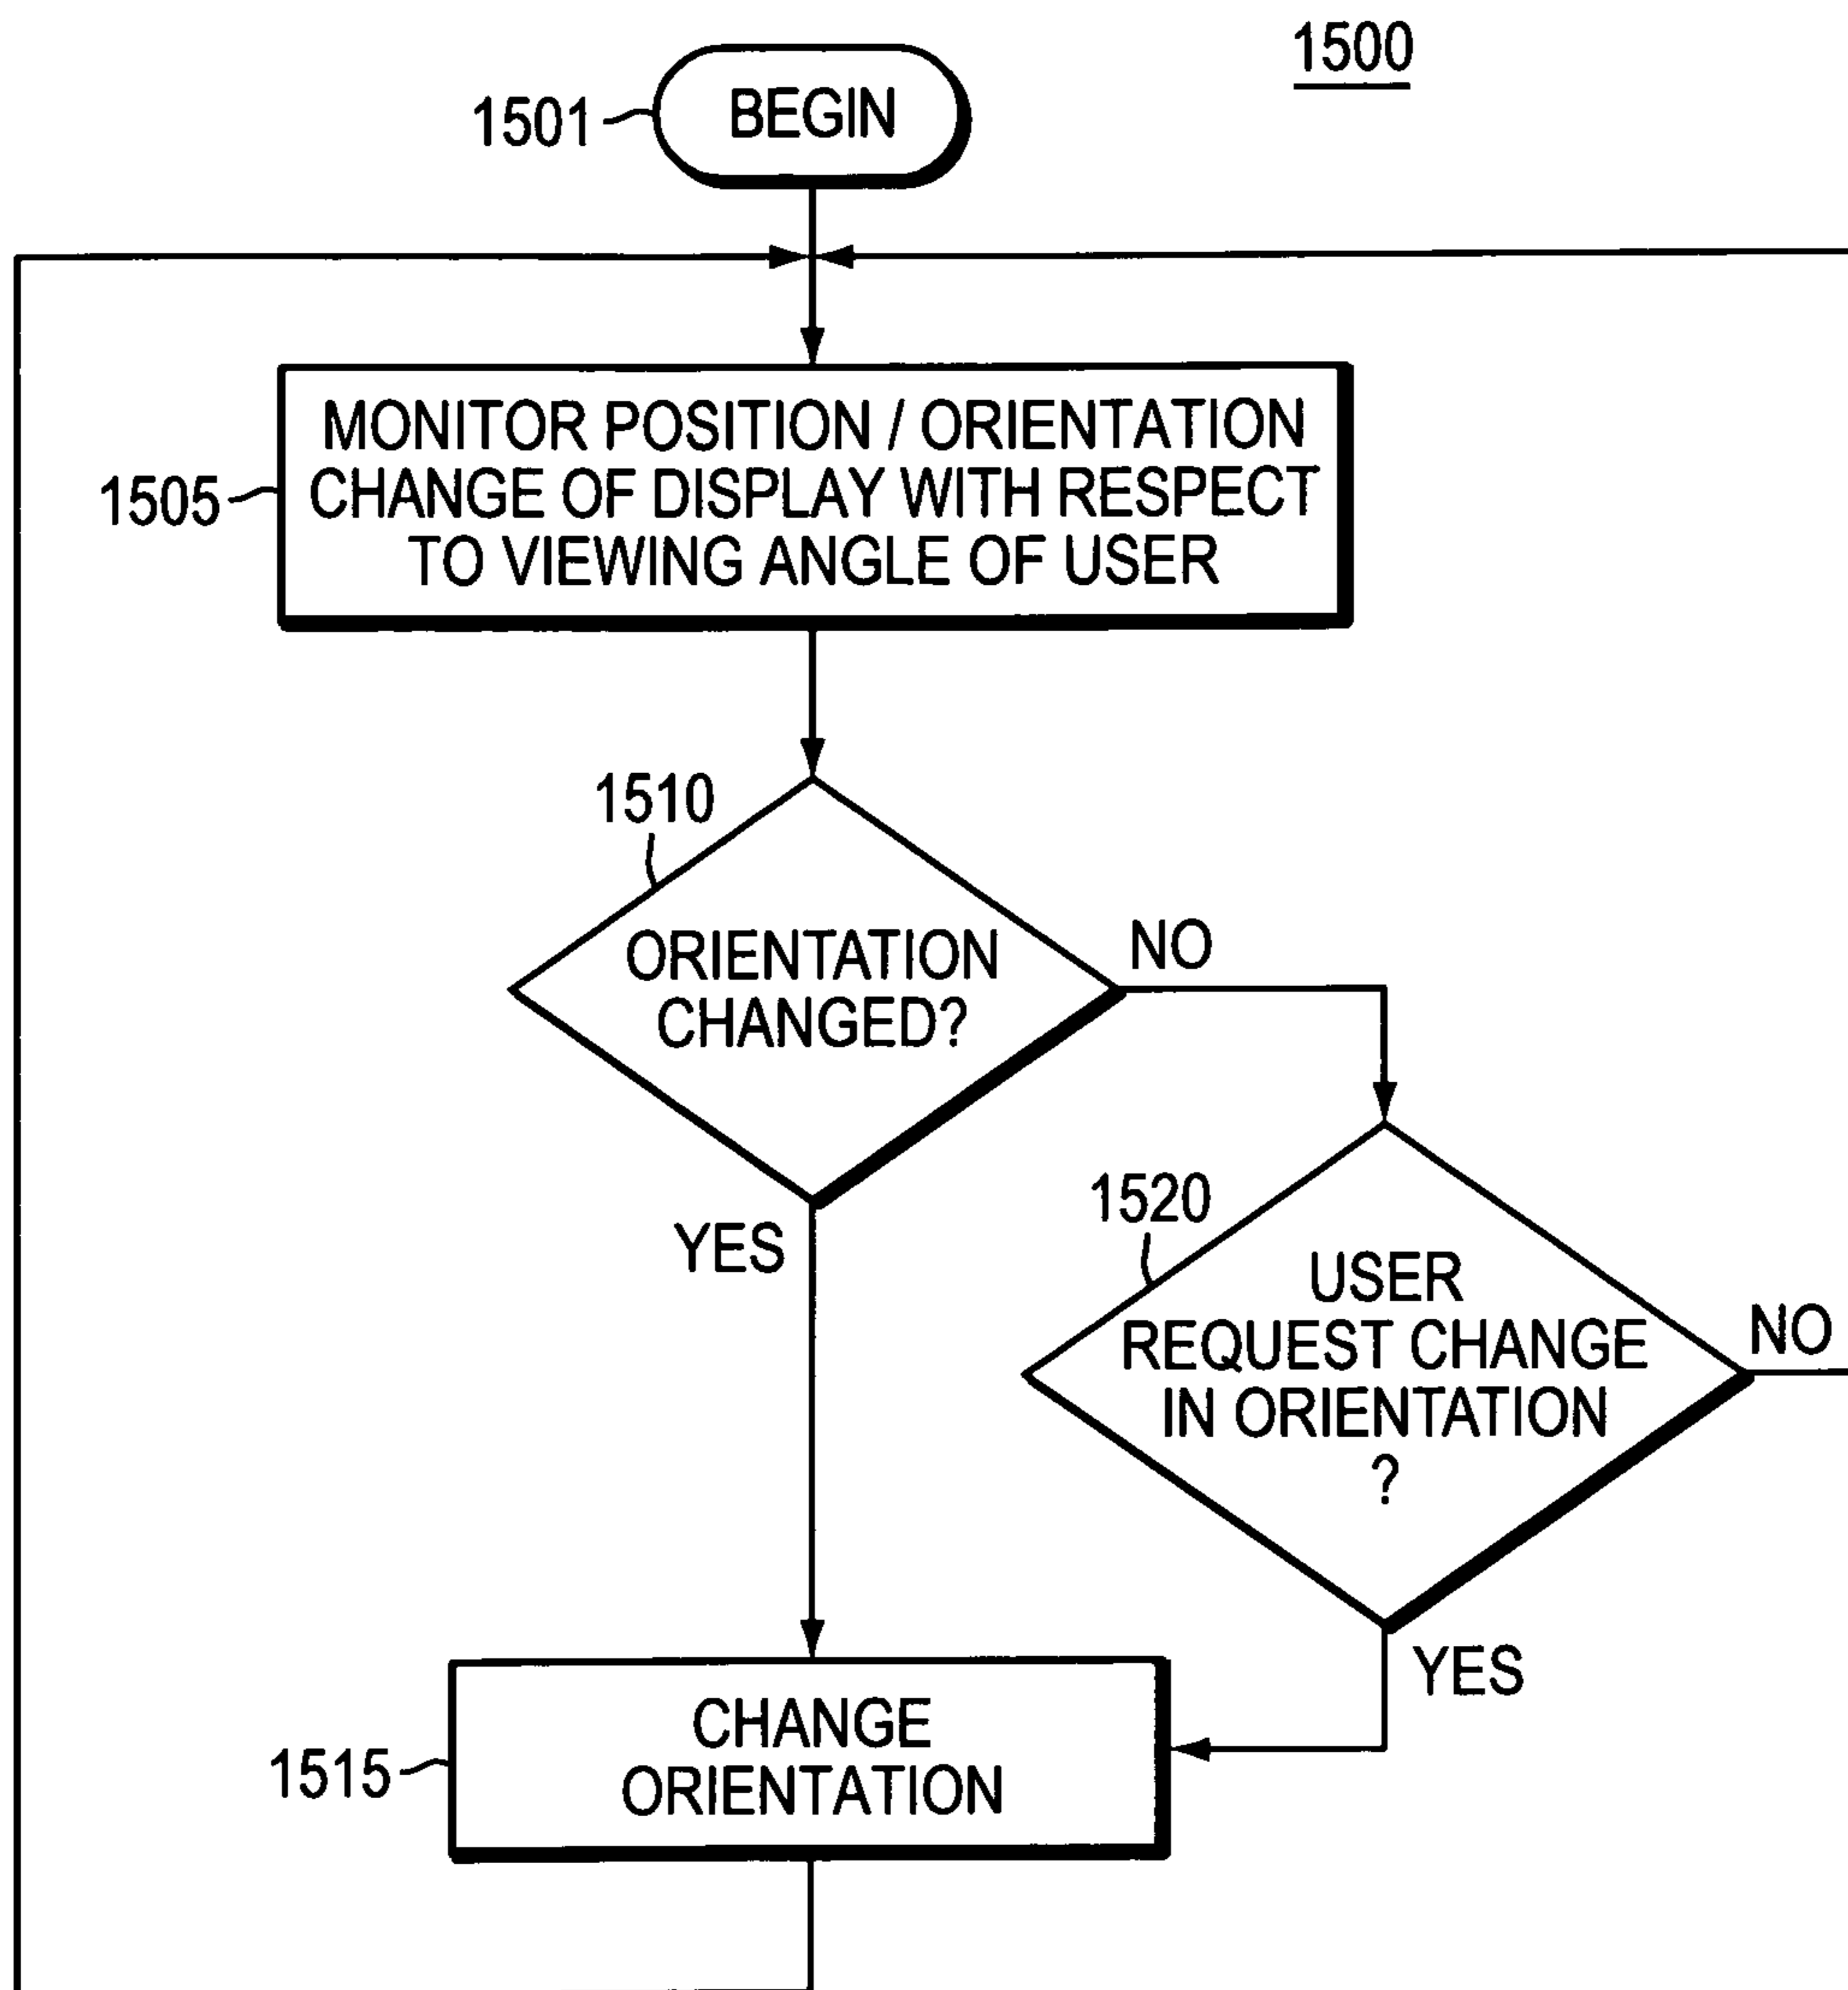 1500
1501
BEGIN
1505
MONITOR POSITION / ORIENTATION
CHANGE OF DISPLAY WITH RESPECT
TO VIEWING ANGLE OF USER
1510
ORIENTATION
CHANGED?
NO
YES
1520
USER
REQUEST CHANGE
IN ORIENTATION
?
NO
YES
1515
CHANGE
ORIENTATION